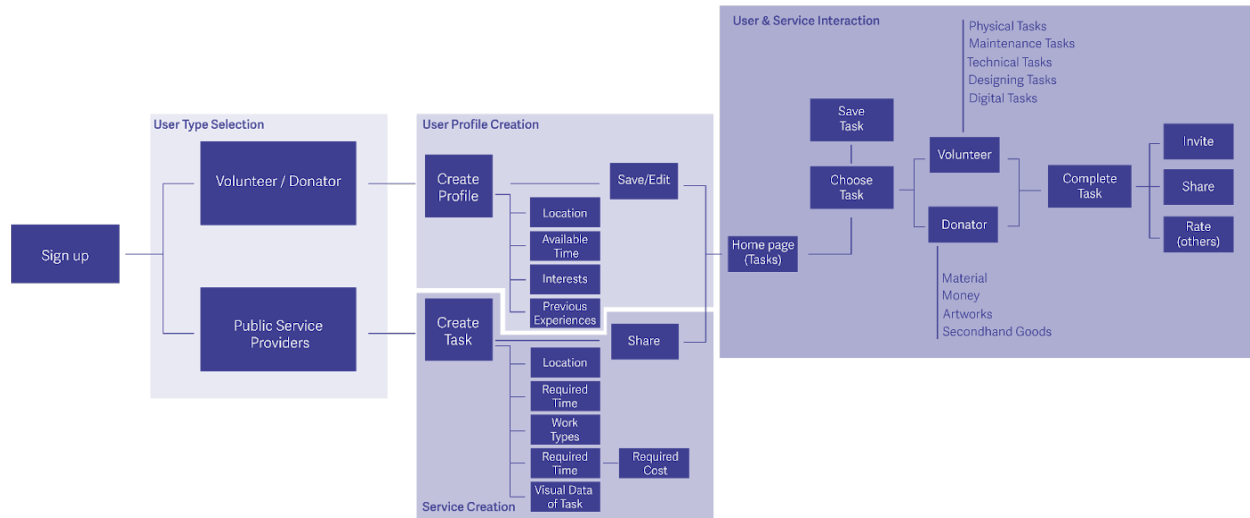 User & Service Interaction
Physical Tasks
Maintenance Tasks
Technical Tasks
Designing Tasks
Digital Tasks
User Type Selection
User Profile Creation
Save
Task
Volunteer / Donator
Create
Profile
Save/Edit
Choose
Task
Volunteer
Invite
Complete
Task
Share
Location
Sign up
Available
Time
Home page
(Tasks)
Donator
Rate
(others)
Interests
Material
Money
Artworks
Secondhand Goods
Previous
Experiences
Public Service
Providers
Create
Task
Share
Location
Required
Time
Work
Types
Required
Time
Required
Cost
Visual Data
of Task
Service Creation